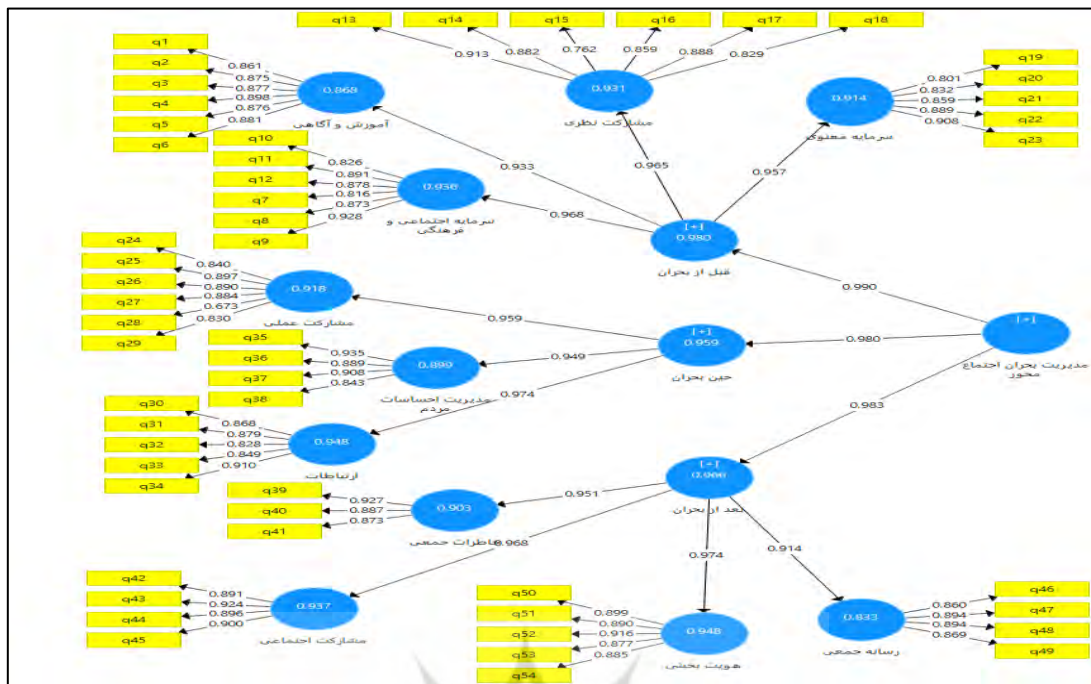 q13
q14
q15
q16
q17
q18
0.913
0.882
0.762
0.859
0.888
0.829
0.931
مشارکت نظری
q1
q2
q3
q4
q5
q6
0.861
0.875
0.877
0.898
0.876
0.881
0.868
آموزش و آگاهی
q19
q20
q21
q22
q23
0.801
0.832
0.859
0.889
0.908
0.914
سرمایه معنوی
q10
q11
q12
q7
q8
q9
0.826
0.891
0.878
0.816
0.873
0.928
0.936
سرمایه اجتماعی و
فرهنگی
0.933
0.965
0.957
0.968
[+]
0.980
قبل از بحران
q24
q25
q26
q27
q28
q29
0.840
0.897
0.890
0.884
0.673
0.830
0.918
مشارکت عملی
q35
q36
q37
q38
0.935
0.889
0.908
0.843
0.899
مدیریت احساسات
مردم
0.959
0.949
0.974
[+]
0.959
حین بحران
0.990
0.980
0.983
[+]
مدیریت بحران اجتماع
محور
q30
q31
q32
q33
q34
0.868
0.879
0.828
0.849
0.910
0.948
ارتباطات
q39
q40
q41
0.927
0.887
0.873
0.903
خاطرات جمعی
0.951
0.968
0.974
0.914
[+]
0.966
بعد از بحران
q42
q43
q44
q45
0.891
0.924
0.896
0.900
0.937
مشارکت اجتماعی
q50
q51
q52
q53
q54
0.899
0.890
0.916
0.877
0.885
0.948
هویت بخشی
q46
q47
q48
q49
0.860
0.894
0.894
0.869
0.833
رسانه جمعی